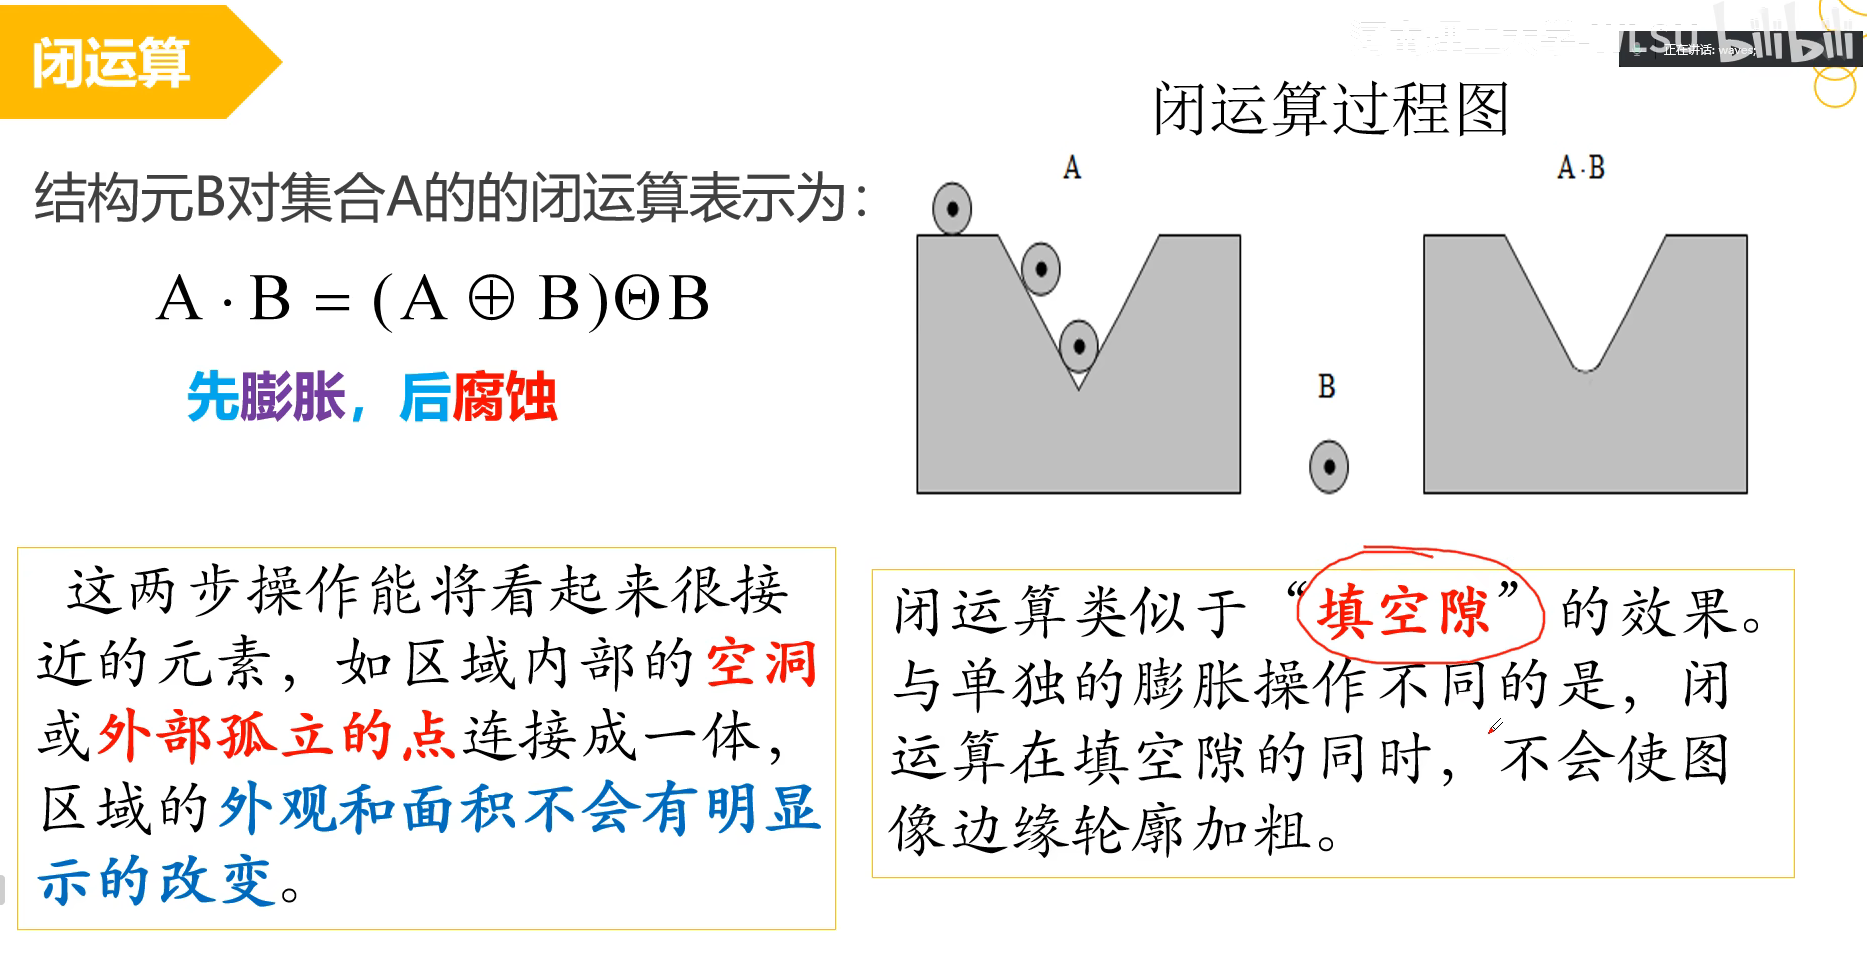 闭运算
正在讲话: waves;
bilibili
闭运算过程图
结构元B对集合A的的闭运算表示为：
A · B = (A ⊕ B)ΘB
先膨胀，后腐蚀
A
A·B
B
这两步操作能将看起来很接
近的元素，如区域内部的空洞
或外部孤立的点连接成一体，
区域的外观和面积不会有明显
示的改变。
闭运算类似于“填空隙”的效果。
与单独的膨胀操作不同的是，闭
运算在填空隙的同时，不会使图
像边缘轮廓加粗。